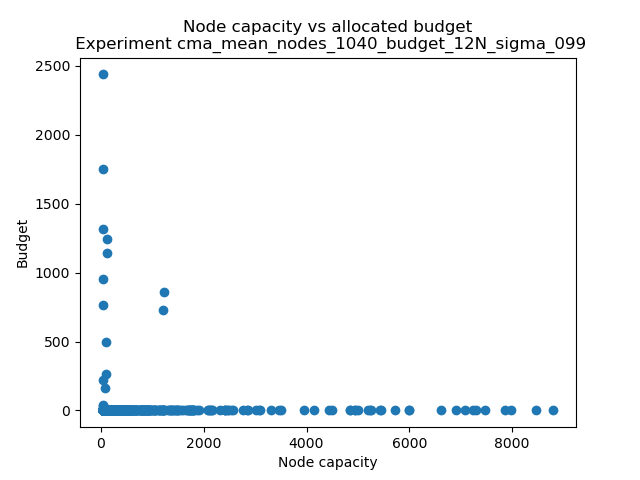 Node capacity vs allocated budget
Experiment cma_mean_nodes_1040_budget_12N_sigma_099
2500
2000
1500
1000
500
0
Budget
0 2000 4000 6000 8000
Node capacity